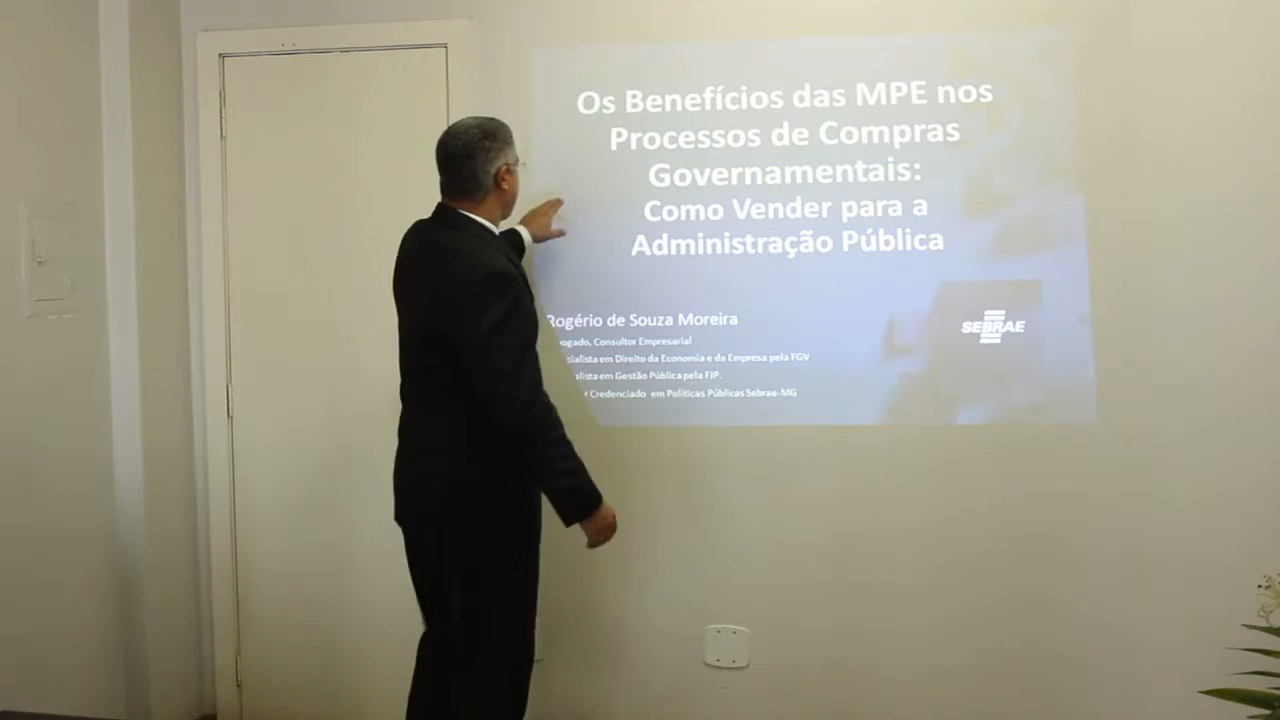 Os Benefícios das MPE nos
Processos de Compras
Governamentais:
Como Vender para a
Administração Pública
Rogério de Souza Moreira
Consultor Empresarial
em Direito da Economia e da Empresa pela FGV
em Gestão Pública pela FJP.
Credenciado em Políticas Públicas Sebrae-MG
SEBRAE